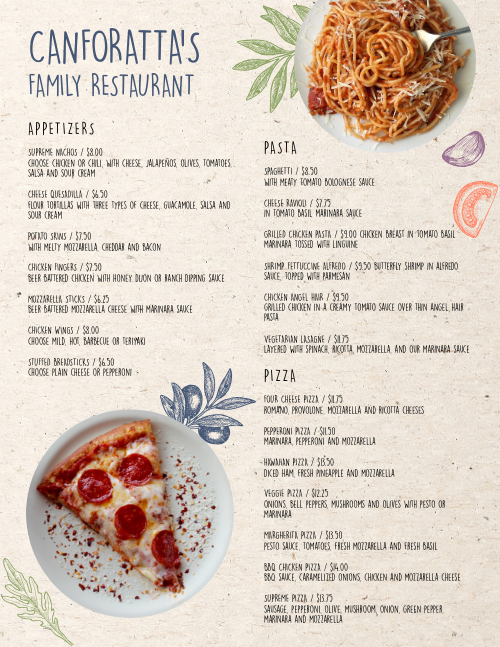 CANFORATTA'S
FAMILY RESTAURANT
APPETIZERS
SUPREME NACHOS / $8.00
CHOOSE CHICKEN OR CHILI, WITH CHEESE, JALAPEÑOS, OLIVES, TOMATOES,
SALSA AND SOUR CREAM
CHEESE QUESADILLA / $6.50
FLOUR TORTILLAS WITH THREE TYPES OF CHEESE, GUACAMOLE, SALSA AND
SOUR CREAM
POTATO SKINS / $7.50
WITH MELTY MOZZARELLA, CHEDDAR AND BACON
CHICKEN FINGERS / $7.50
BEER BATTERED CHICKEN WITH HONEY, DIJON OR RANCH DIPPING SAUCE
MOZZARELLA STICKS / $6.25
BEER BATTERED MOZZARELLA CHEESE WITH MARINARA SAUCE
CHICKEN WINGS / $8.00
CHOOSE MILD, HOT, BARBECUE OR TERIYAKI
STUFFED BREADSTICKS / $6.50
CHOOSE PLAIN CHEESE OR PEPPERONI
PASTA
SPAGHETTI / $8.50
WITH MEATY TOMATO BOLOGNESE SAUCE
CHEESE RAVIOLI / $7.75
IN TOMATO BASIL MARINARA SAUCE
GRILLED CHICKEN PASTA / $9.00 CHICKEN BREAST IN TOMATO BASIL
MARINARA TOSSED WITH LINGUINE
SHRIMP FETTUCCINE ALFREDO / $9.50 BUTTERFLY SHRIMP IN ALFREDO
SAUCE, TOPPED WITH PARMESAN
CHICKEN ANGEL HAIR / $9.50
GRILLED CHICKEN IN A CREAMY TOMATO SAUCE OVER THIN ANGEL HAIR
PASTA
VEGETARIAN LASAGNE / $11.75
LAYERED WITH SPINACH, RICOTTA, MOZZARELLA, AND OUR MARINARA SAUCE
PIZZA
FOUR CHEESE PIZZA / $11.75
ROMANO, PROVOLONE, MOZZARELLA AND RICOTTA CHEESES
PEPPERONI PIZZA / $11.50
MARINARA, PEPPERONI AND MOZZARELLA
HIWAIIAN PIZZA / $13.50
DICED HAM, FRESH PINEAPPLE AND MOZZARELLA
VEGGIE PIZZA / $12.25
ONIONS, BELL PEPPERS, MUSHROOMS AND OLIVES WITH PESTO OR
MARINARA
MARGHERITA PIZZA / $13.50
PESTO SAUCE, TOMATOES, FRESH MOZZARELLA AND FRESH BASIL
BBQ CHICKEN PIZZA / $14.00
BBQ SAUCE, CARAMELIZED ONIONS, CHICKEN AND MOZZARELLA CHEESE
SUPREME PIZZA / $13.75
SAUSAGE, PEPPERONI, OLIVE, MUSHROOM, ONION, GREEN PEPPER,
MARINARA AND MOZZARELLA